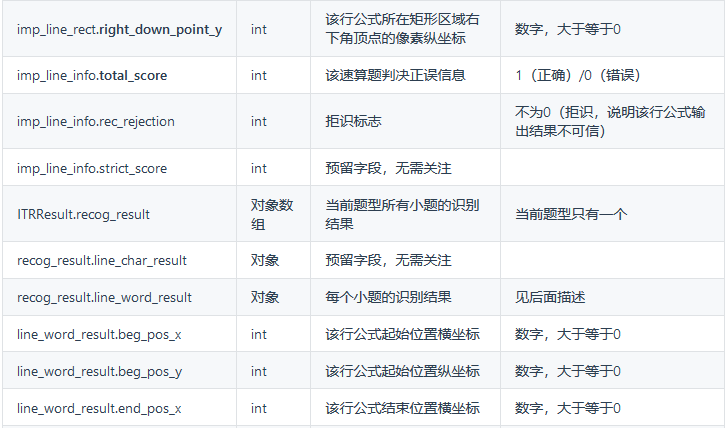 imp_line_rect.right_down_point_y int 该行公式所在矩形区域右 数字，大于等于0
下角顶点的像素纵坐标
imp_line_info.total_score int 该速算题判决正误信息 1（正确）/0（错误）
imp_line_info.rec_rejection int 拒识标志 不为0（拒识，说明该行公式输
出结果不可信）
imp_line_info.strict_score int 预留字段，无需关注
ITRResult.recog_result 对象数 当前题型所有小题的识别 当前题型只有一个
组 结果
recog_result.line_char_result 对象 预留字段，无需关注
recog_result.line_word_result 对象 每个小题的识别结果 见后面描述
line_word_result.beg_pos_x int 该行公式起始位置横坐标 数字，大于等于0
line_word_result.beg_pos_y int 该行公式起始位置纵坐标 数字，大于等于0
line_word_result.end_pos_x int 该行公式结束位置横坐标 数字，大于等于0